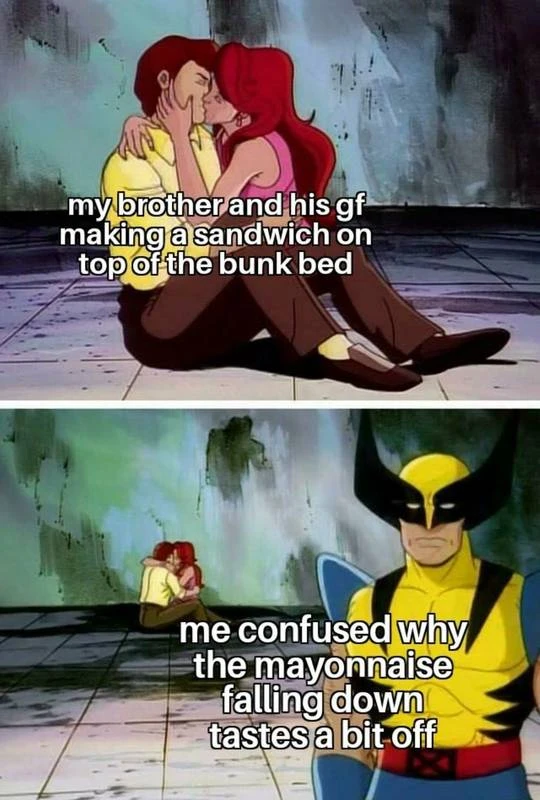 my brother and his gf
making a sandwich on
top of the bunk bed
me confused why
the mayonnaise
falling down
tastes a bit off